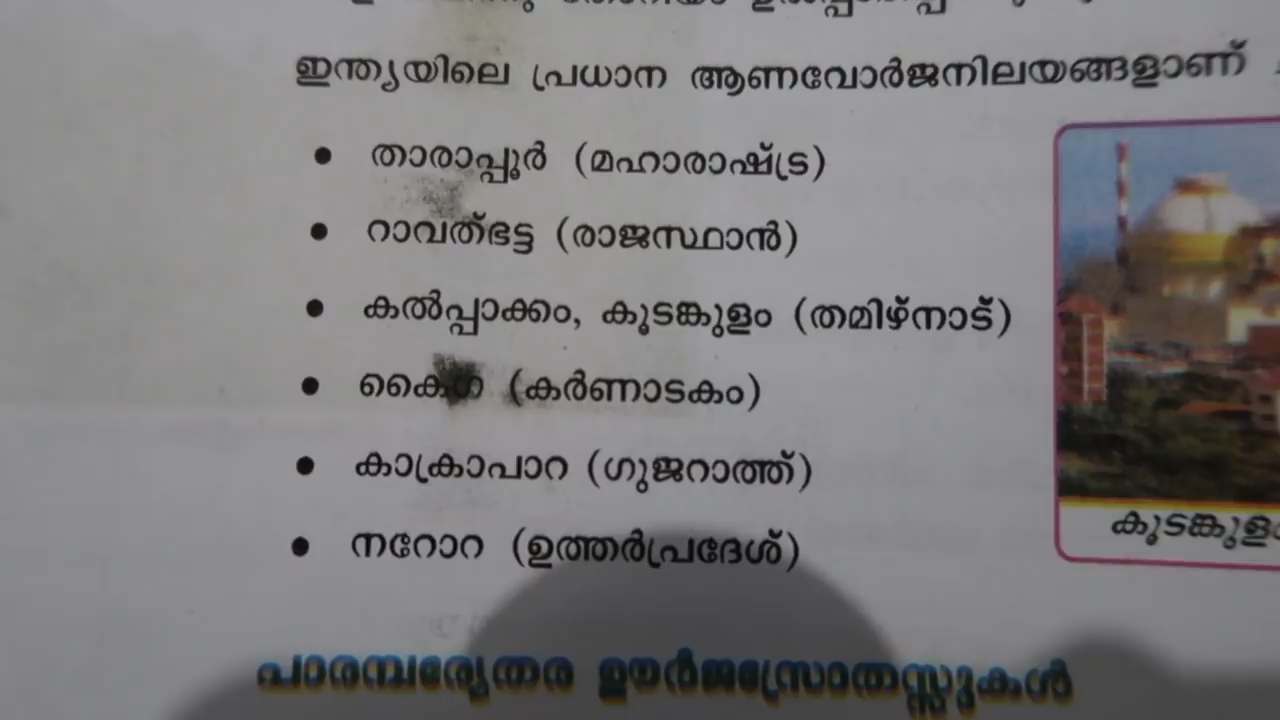 ഇന്ത്യയിലെ പ്രധാന ആണവോർജനിലയങ്ങളാണ്
• താരാപ്പൂർ (മഹാരാഷ്ട്ര)
• റാവത്ഭട്ട (രാജസ്ഥാൻ)
• കൽപ്പാക്കം, കൂടങ്കുളം (തമിഴ്നാട്)
• കൈഗ (കർണാടകം)
• കാക്രാപാറ (ഗുജറാത്ത്)
• നറോറ (ഉത്തർപ്രദേശ്)
പാരമ്പര്യേതര ഊർജസ്രോതസ്സുകൾ